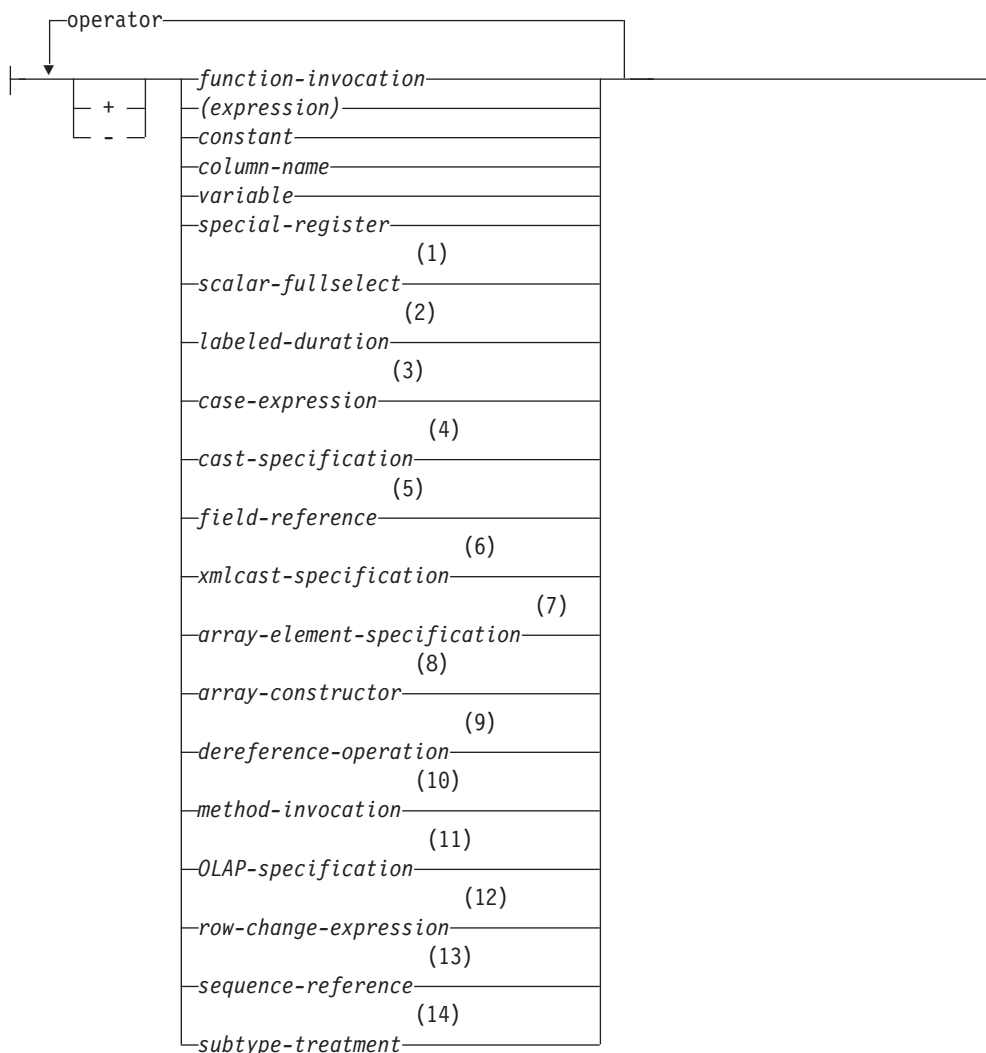 operator
function-invocation
+
(expression)
-
constant
column-name
variable
special-register
(1)
scalar-fullselect
(2)
labeled-duration
(3)
case-expression
(4)
cast-specification
(5)
field-reference
(6)
xmlcast-specification
(7)
array-element-specification
(8)
array-constructor
(9)
dereference-operation
(10)
method-invocation
(11)
OLAP-specification
(12)
row-change-expression
(13)
sequence-reference
(14)
subtype-treatment